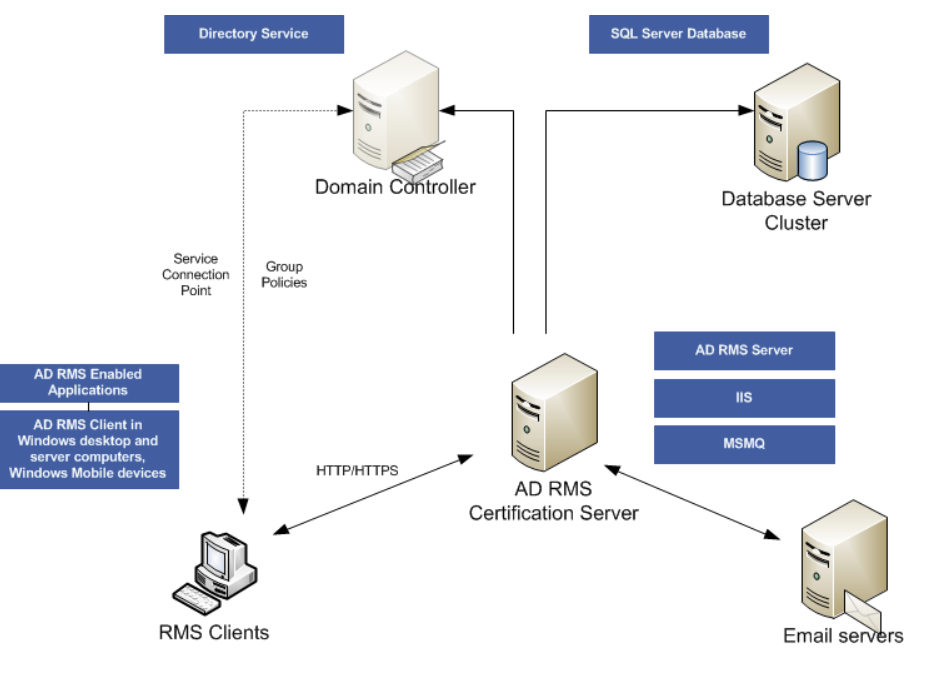 Directory Service
SQL Server Database
Domain Controller
Database Server
Cluster
Service
Connection
Point
Group
Policies
AD RMS Enabled
Applications
AD RMS Client in
Windows desktop and
server computers,
Windows Mobile devices
AD RMS Server
IIS
MSMQ
HTTP/HTTPS
AD RMS
Certification Server
RMS Clients
Email servers